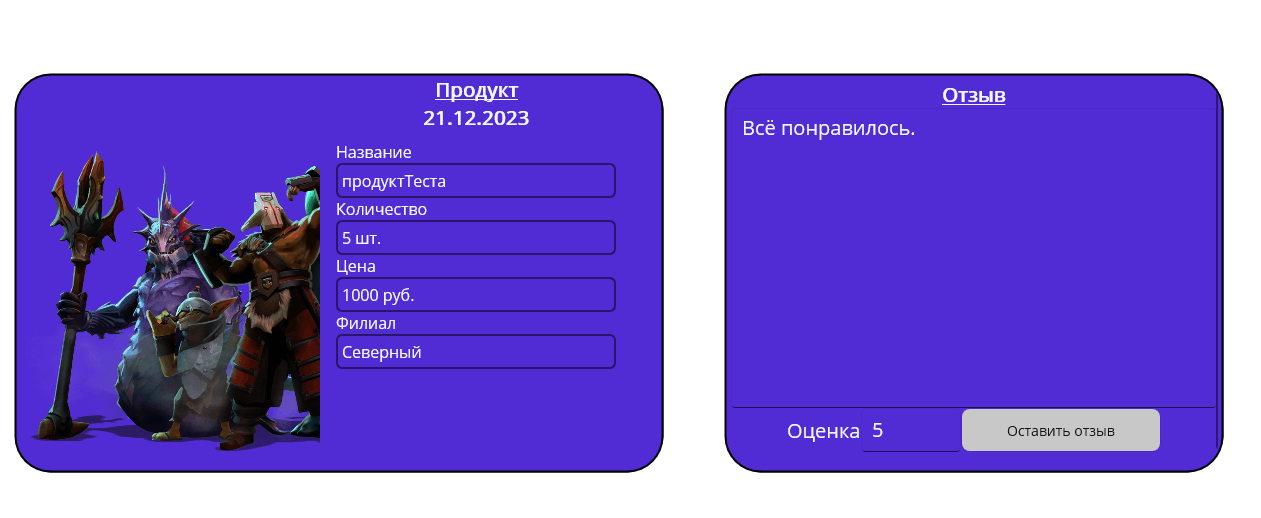 Продукт
21.12.2023
Название
продуктТеста
Количество
5 шт.
Цена
1000 руб.
Филиал
Северный
Отзыв
Всё понравилось.
Оценка 5 Оставить отзыв